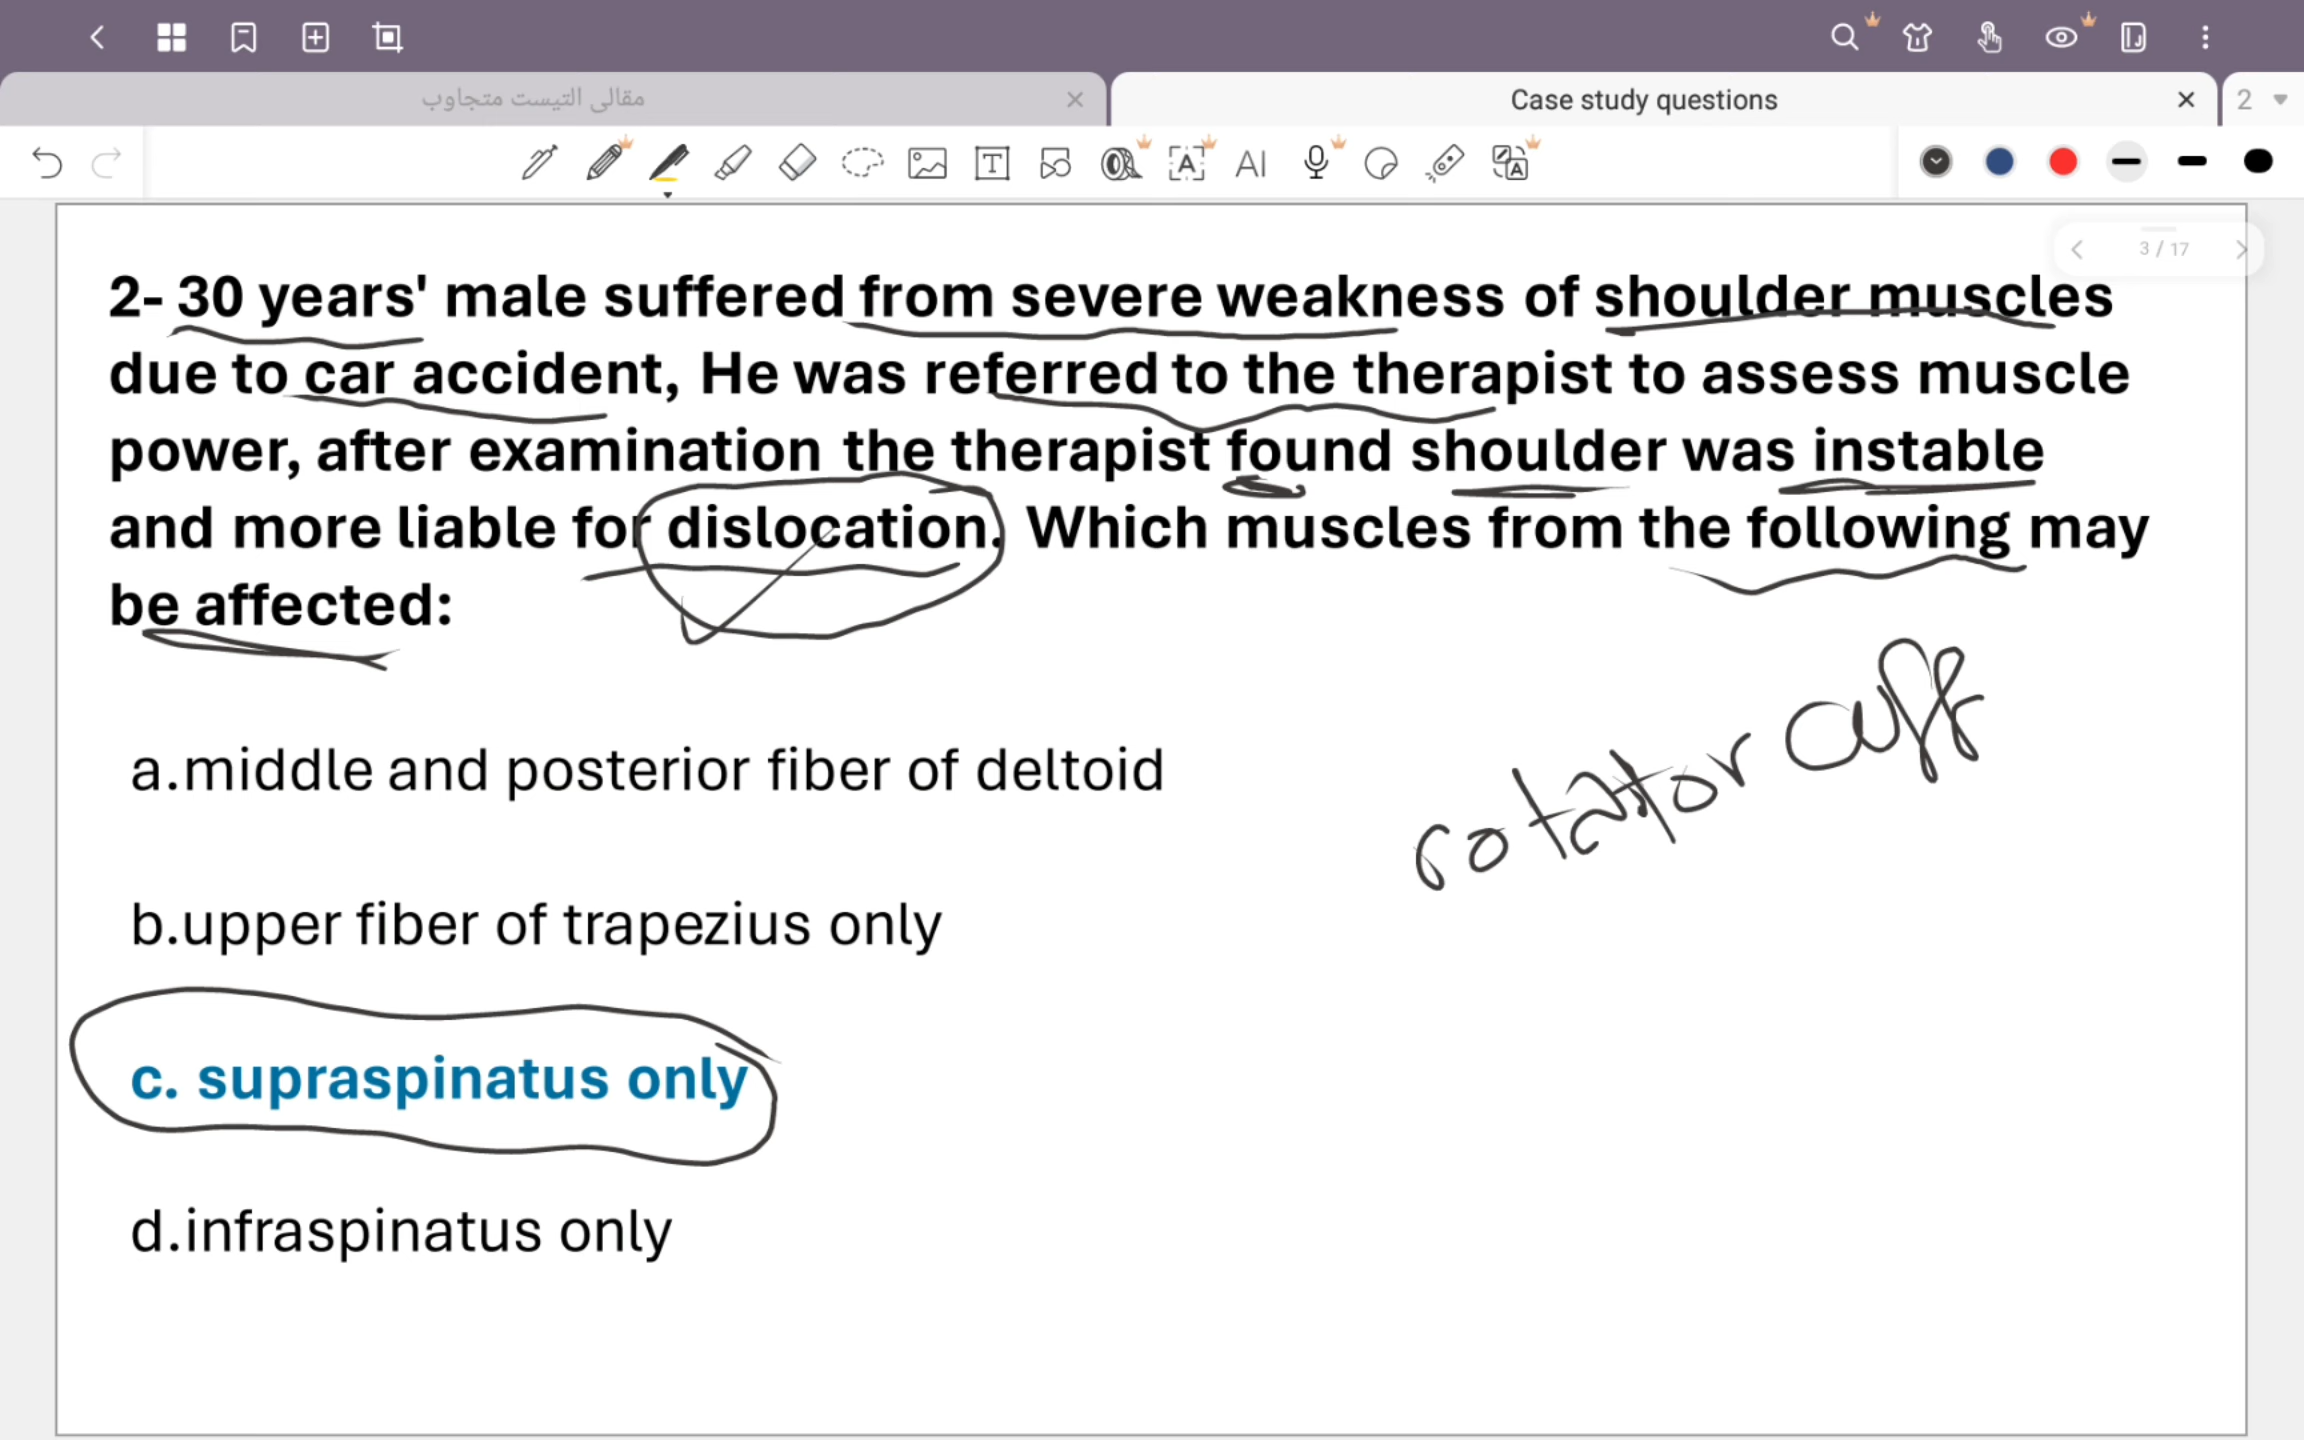 مقالى التيست متجاوب
Case study questions
2
T
A
AI
A
3 / 17
2- 30 years' male suffered from severe weakness of shoulder muscles
due to car accident, He was referred to the therapist to assess muscle
power, after examination the therapist found shoulder was instable
and more liable for dislocation. Which muscles from the following may
be affected:
rotator cuff
a.middle and posterior fiber of deltoid
b.upper fiber of trapezius only
c. supraspinatus only
d.infraspinatus only